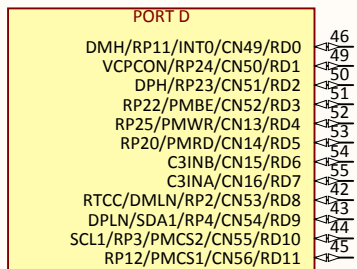 PORT D
DMH/RP11/INT0/CN49/RD0 46
VCPCON/RP24/CN50/RD1 49
DPH/RP23/CN51/RD2 50
RP22/PMBE/CN52/RD3 51
RP25/PMWR/CN13/RD4 52
RP20/PMRD/CN14/RD5 53
C3INB/CN15/RD6 54
C3INA/CN16/RD7 55
RTCC/DMLN/RP2/CN53/RD8 42
DPLN/SDA1/RP4/CN54/RD9 43
SCL1/RP3/PMCS2/CN55/RD10 44
RP12/PMCS1/CN56/RD11 45